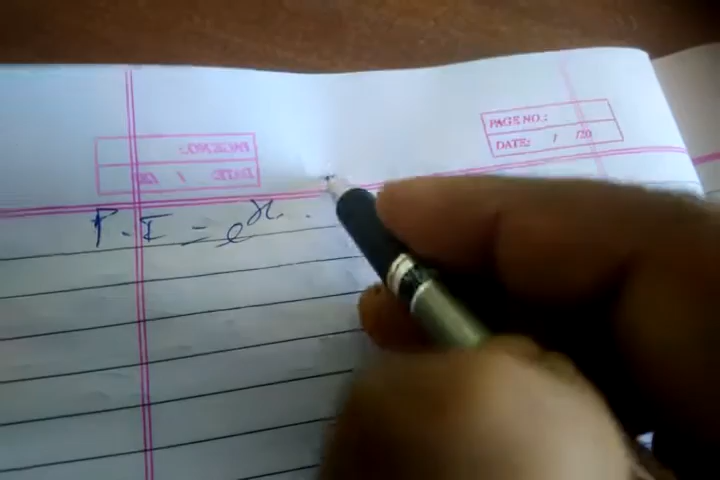 PAGE NO.:
DATE: / /20
P.I = e^x .